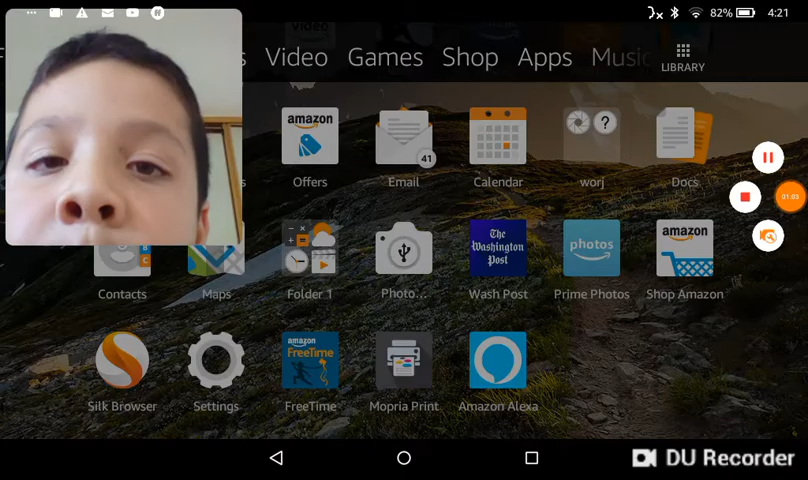 82% 4:21
Video Games Shop Apps Music LIBRARY
amazon
Offers
41
Email
Calendar
?
worj
Docs
Contacts
Maps
Folder 1
Photo...
The Washington Post
Wash Post
photos
Prime Photos
amazon
Shop Amazon
Silk Browser
Settings
amazon FreeTime
FreeTime
Mopria Print
Amazon Alexa
01:05
DU Recorder